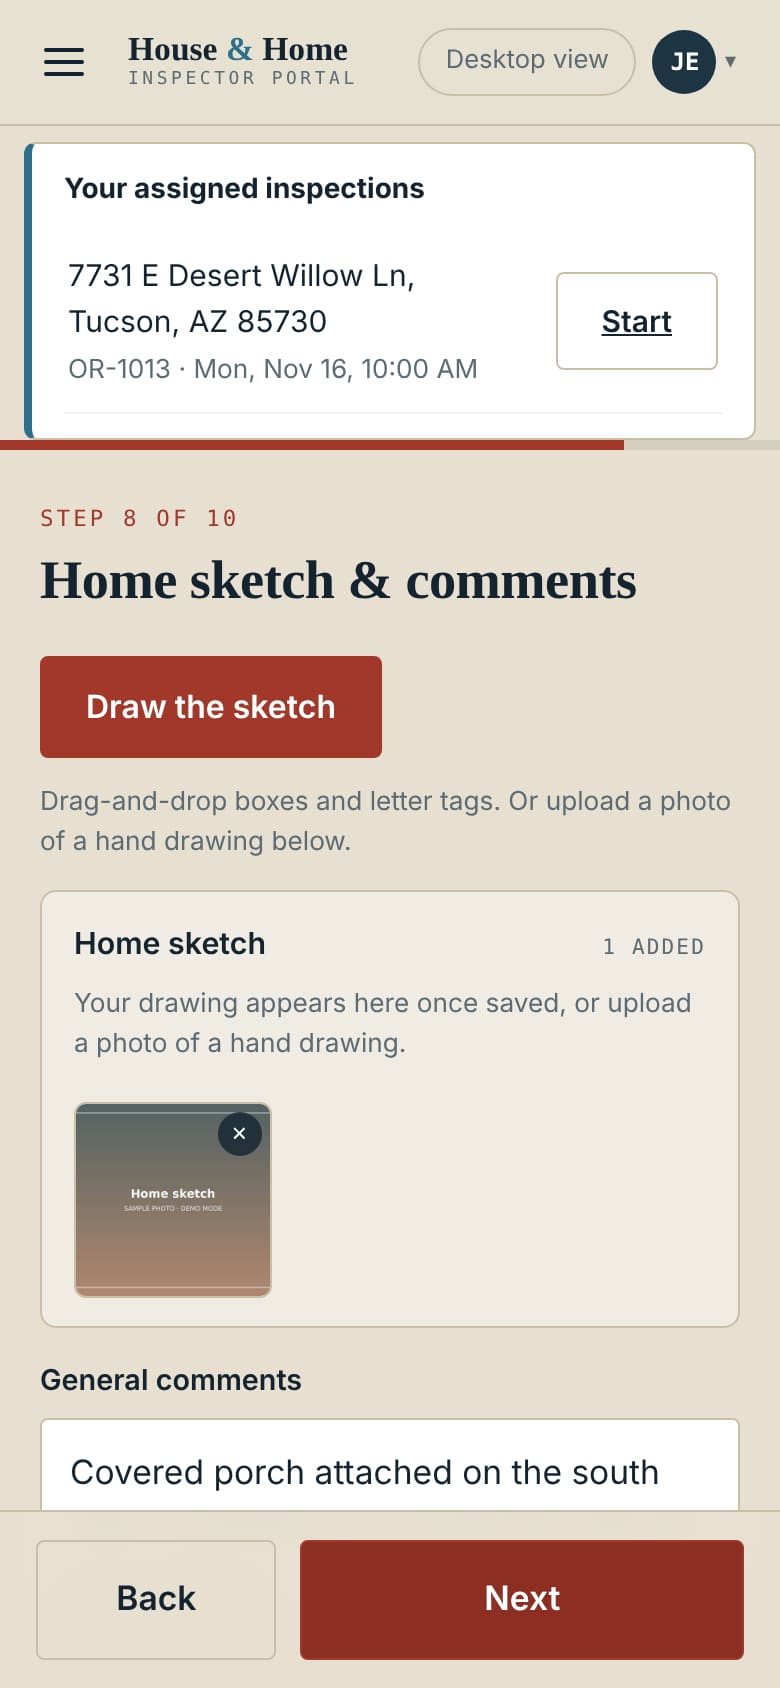 House & Home
INSPECTOR PORTAL
Desktop view
JE
Your assigned inspections
7731 E Desert Willow Ln,
Tucson, AZ 85730
OR-1013 · Mon, Nov 16, 10:00 AM
Start
STEP 8 OF 10
Home sketch & comments
Draw the sketch
Drag-and-drop boxes and letter tags. Or upload a photo
of a hand drawing below.
Home sketch
1 ADDED
Your drawing appears here once saved, or upload
a photo of a hand drawing.
Home sketch
SAMPLE PHOTO · DEMO MODE
General comments
Covered porch attached on the south
Back
Next